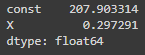 const    207.903314
X          0.297291
dtype: float64